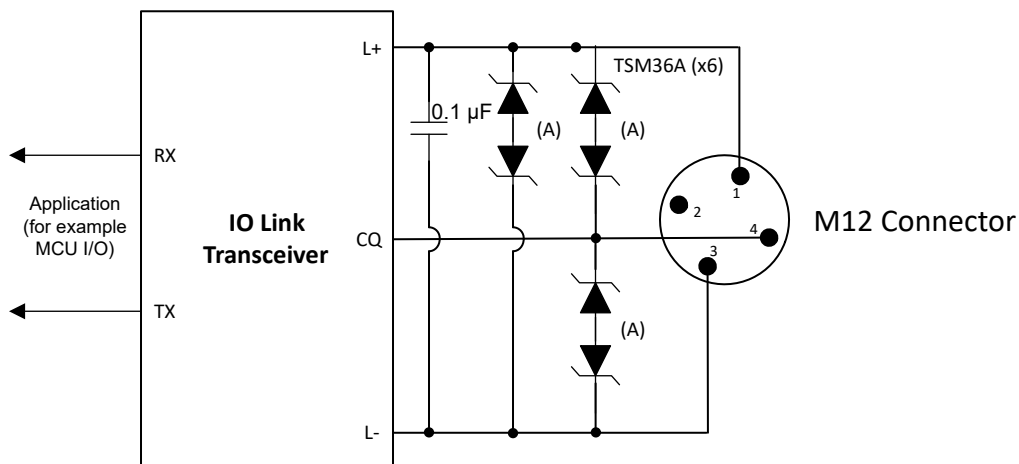 L+
TSM36A (x6)
0.1 µF
(A)
(A)
RX
1
Application
(for example
MCU I/O)
2
IO Link
Transceiver
M12 Connector
CQ
4
3
TX
(A)
L-